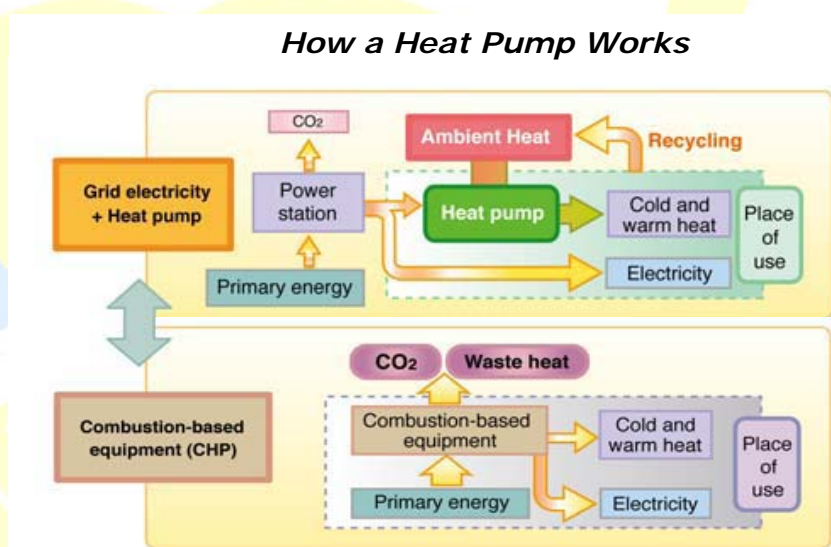 How a Heat Pump Works
CO₂
Ambient Heat
Recycling
Grid electricity
+ Heat pump
Power
station
Heat pump
Cold and
warm heat
Place
of
use
Primary energy
Electricity
CO₂
Waste heat
Combustion-based
equipment (CHP)
Combustion-based
equipment
Cold and
warm heat
Place
of
use
Primary energy
Electricity